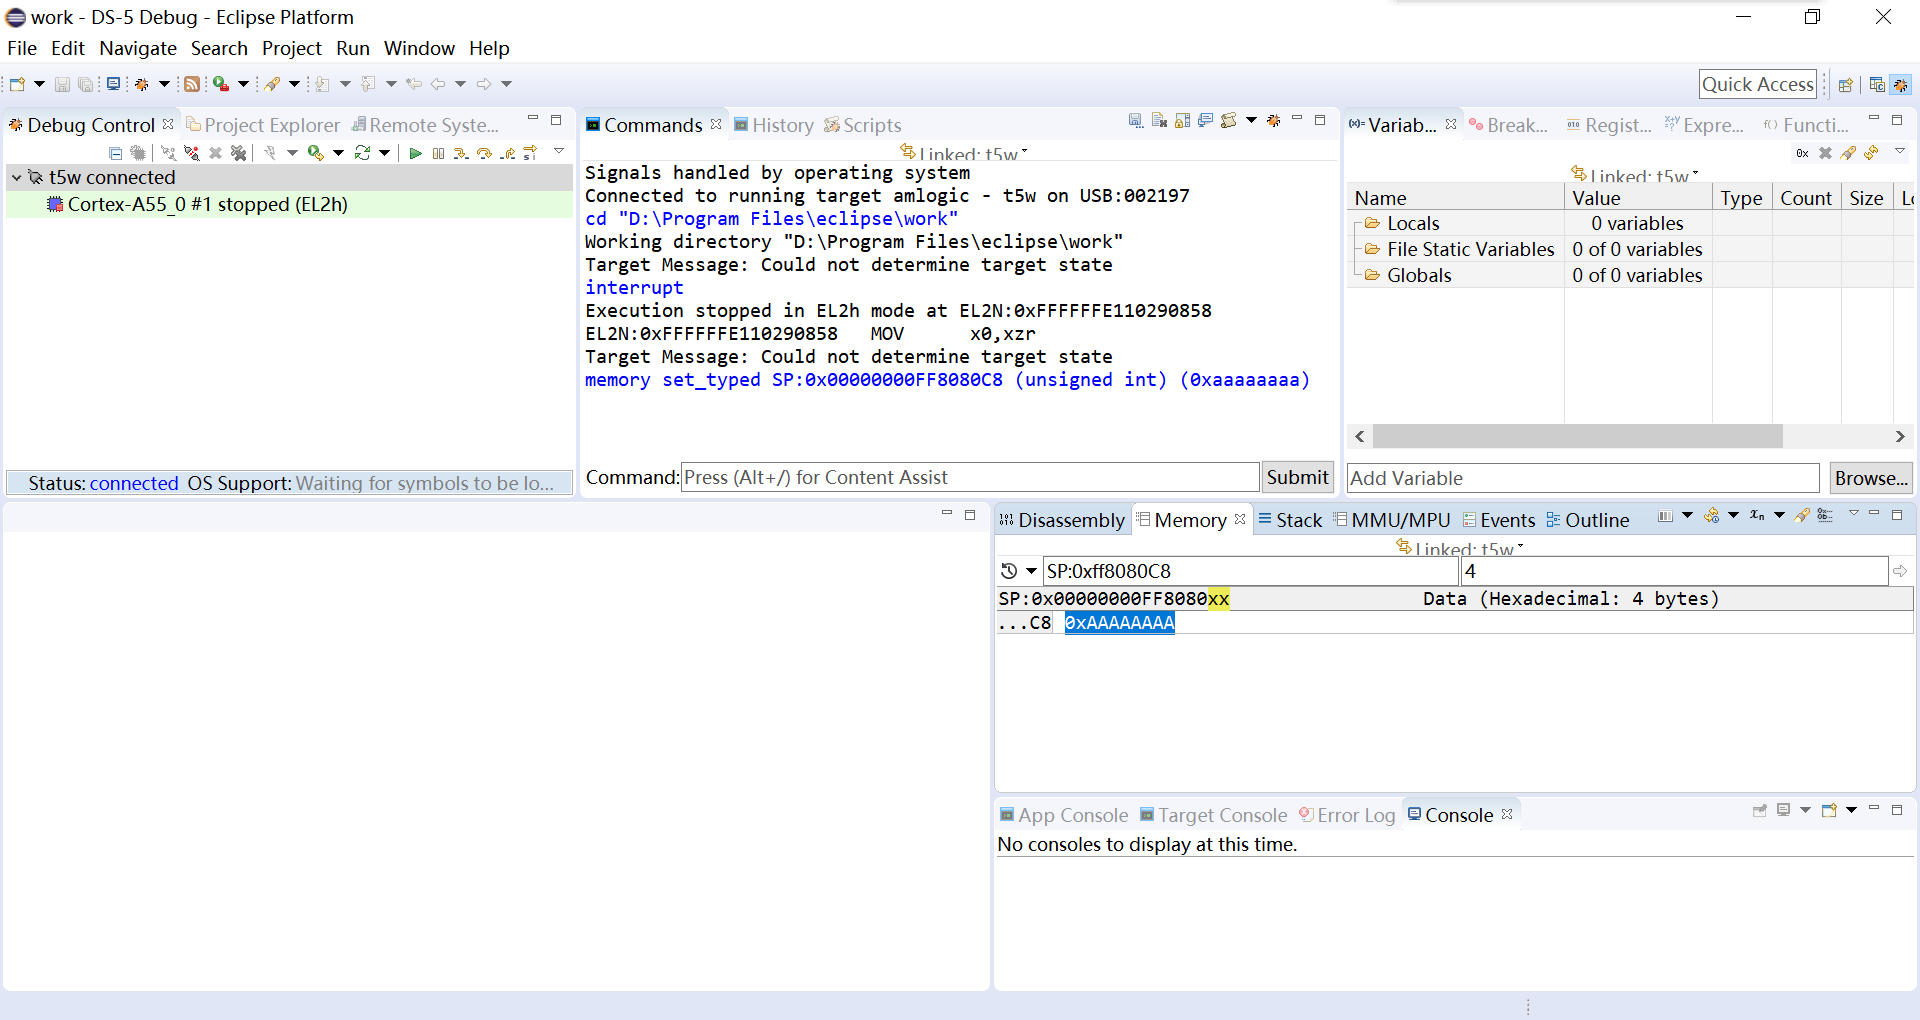 work - DS-5 Debug - Eclipse Platform
File Edit Navigate Search Project Run Window Help
Quick Access
Debug Control Project Explorer Remote Syste...
t5w connected
Cortex-A55_0 #1 stopped (EL2h)
Status: connected OS Support: Waiting for symbols to be lo...
Commands History Scripts
Linked: t5w
Signals handled by operating system
Connected to running target amlogic - t5w on USB:002197
cd "D:\Program Files\eclipse\work"
Working directory "D:\Program Files\eclipse\work"
Target Message: Could not determine target state
interrupt
Execution stopped in EL2h mode at EL2N:0xFFFFFFE110290858
EL2N:0xFFFFFFE110290858 MOV x0,xzr
Target Message: Could not determine target state
memory set_typed SP:0x00000000FF8080C8 (unsigned int) (0xaaaaaaaa)
Command: Press (Alt+/) for Content Assist Submit
Variab... Break... Regist... Expre... Functi...
Linked: t5w
Name Value Type Count Size
Locals 0 variables
File Static Variables 0 of 0 variables
Globals 0 of 0 variables
Add Variable Browse...
Disassembly Memory Stack MMU/MPU Events Outline
Linked: t5w
SP:0xff8080C8 4
SP:0x00000000FF8080xx Data (Hexadecimal: 4 bytes)
...C8 0xAAAAAAAA
App Console Target Console Error Log Console
No consoles to display at this time.